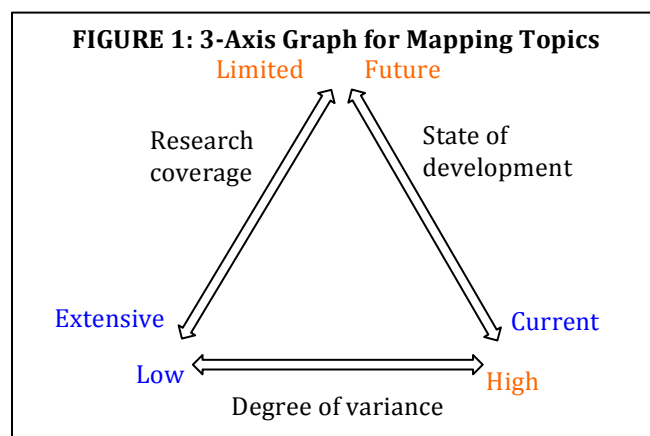 FIGURE 1: 3-Axis Graph for Mapping Topics
Limited Future
Research
coverage
State of
development
Extensive
Current
Low
High
Degree of variance